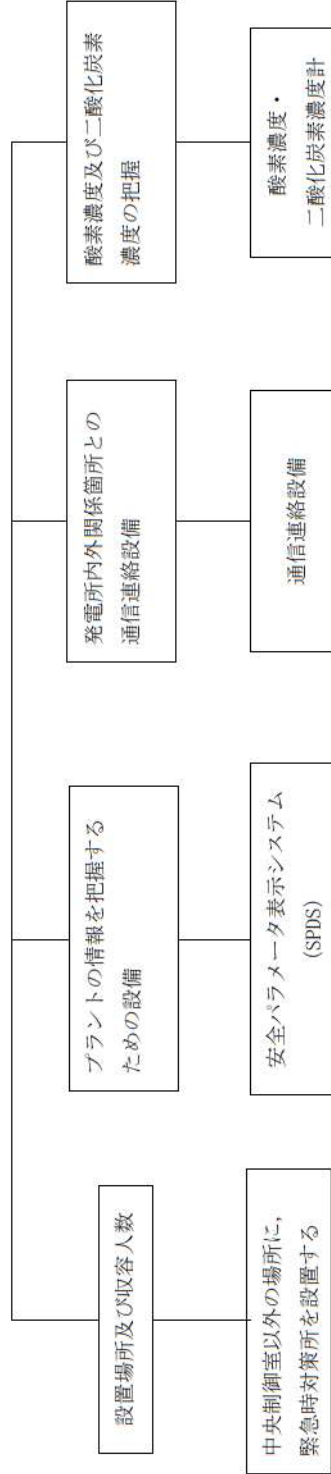 設置場所及び収容人数
中央制御室以外の場所に，
緊急時対策所を設置する
プラントの情報を把握する
ための設備
安全パラメータ表示システム
(SPDS)
発電所内外関係箇所との
通信連絡設備
通信連絡設備
酸素濃度及び二酸化炭素
濃度の把握
酸素濃度・
二酸化炭素濃度計